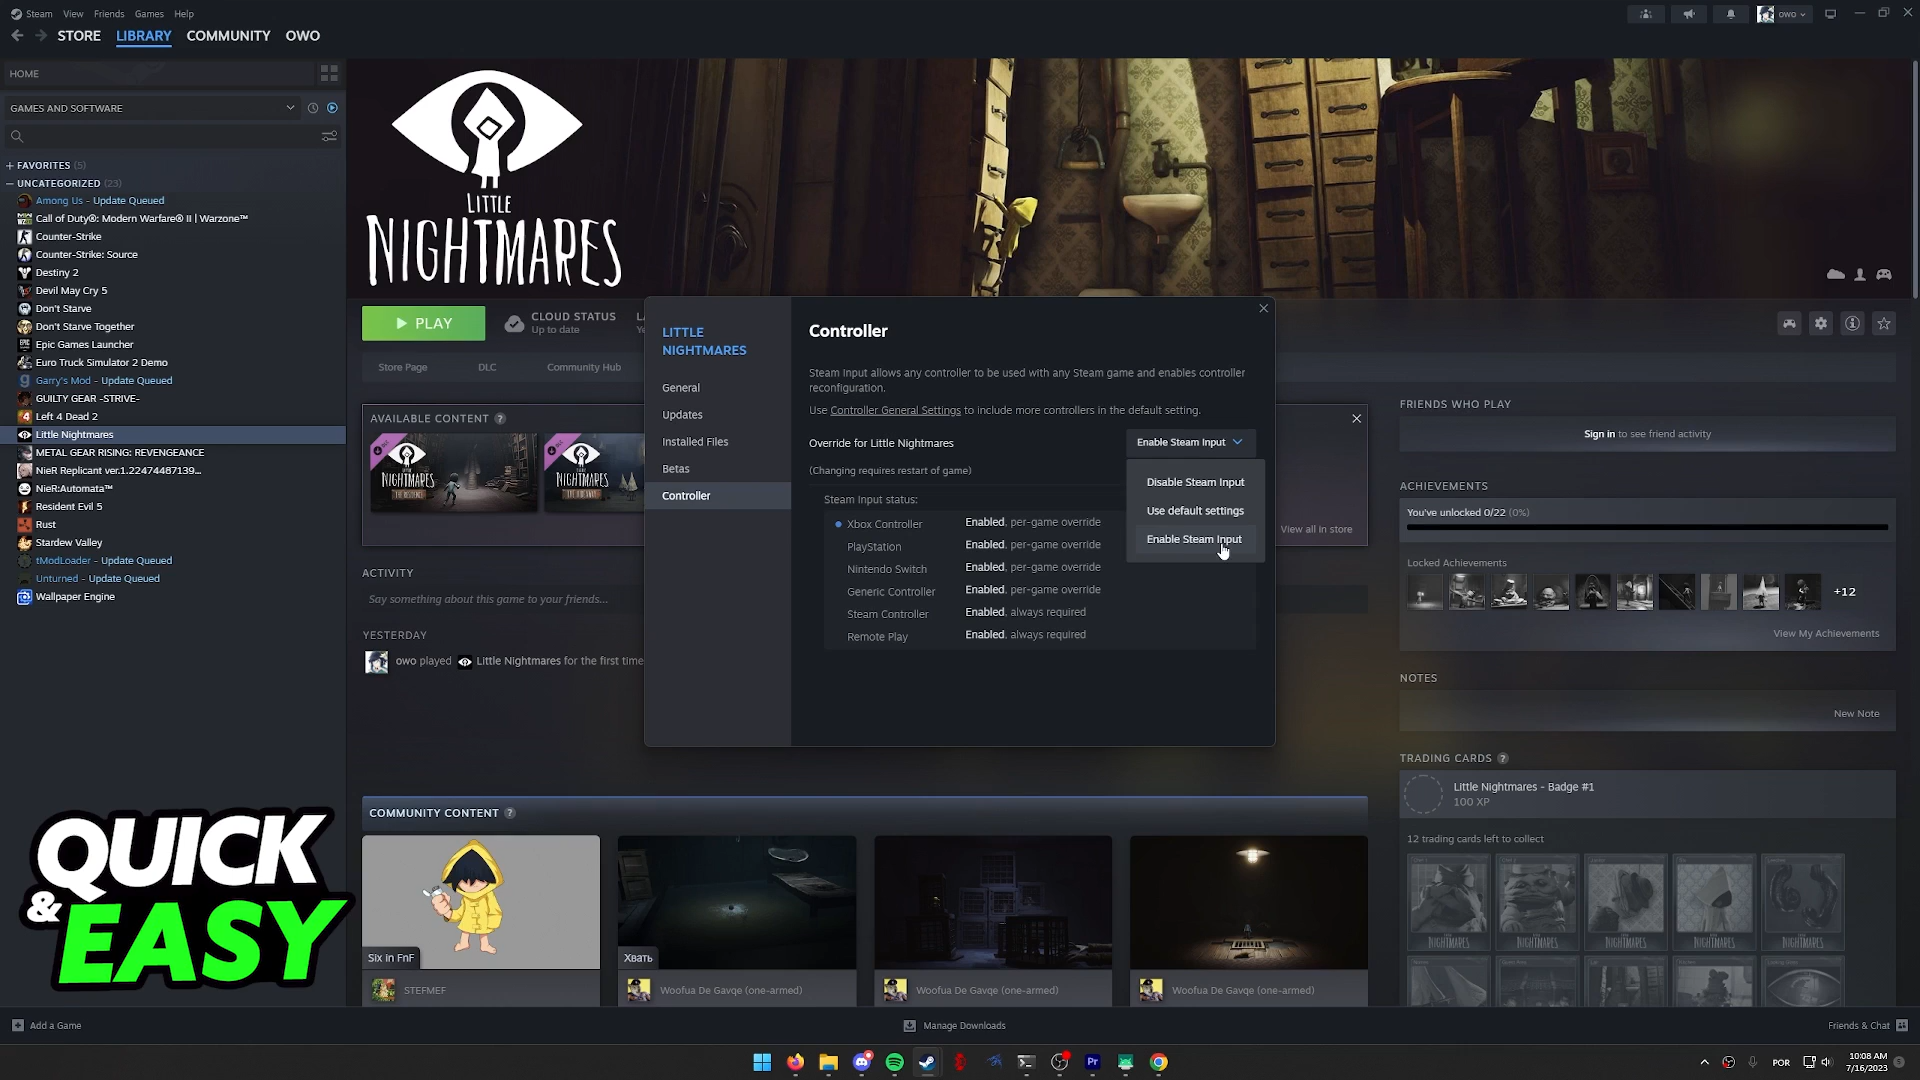 Steam View Friends Games Help
owo
STORE LIBRARY COMMUNITY OWO
HOME
GAMES AND SOFTWARE
+ FAVORITES (5)
— UNCATEGORIZED (23)
Among Us - Update Queued
Call of Duty®: Modern Warfare® II | Warzone™
Counter-Strike
Counter-Strike: Source
Destiny 2
Devil May Cry 5
Don't Starve
Don't Starve Together
Epic Games Launcher
Euro Truck Simulator 2 Demo
Garry's Mod - Update Queued
GUILTY GEAR -STRIVE-
Left 4 Dead 2
Little Nightmares
METAL GEAR RISING: REVENGEANCE
NieR Replicant ver.1.22474487139...
NieR:Automata™
Resident Evil 5
Rust
Stardew Valley
tModLoader - Update Queued
Unturned - Update Queued
Wallpaper Engine
QUICK
& EASY
LITTLE
NIGHTMARES
PLAY
CLOUD STATUS
Up to date
Store Page DLC Community Hub
AVAILABLE CONTENT ?
NIGHTMARES
NIGHTMARES
View all in store
ACTIVITY
Say something about this game to your friends...
YESTERDAY
owo played Little Nightmares for the first time
LITTLE
NIGHTMARES
General
Updates
Installed Files
Betas
Controller
Controller
Steam Input allows any controller to be used with any Steam game and enables controller
reconfiguration.
Use Controller General Settings to include more controllers in the default setting.
Override for Little Nightmares Enable Steam Input
(Changing requires restart of game)
Disable Steam Input
Use default settings
Enable Steam Input
Steam Input status:
Xbox Controller Enabled, per-game override
PlayStation Enabled, per-game override
Nintendo Switch Enabled, per-game override
Generic Controller Enabled, per-game override
Steam Controller Enabled, always required
Remote Play Enabled, always required
COMMUNITY CONTENT ?
Six in FnF
STEFMEF
Хвать
Woofua De Gavqe (one-armed)
Woofua De Gavqe (one-armed)
Woofua De Gavqe (one-armed)
FRIENDS WHO PLAY
Sign in to see friend activity
ACHIEVEMENTS
You've unlocked 0/22 (0%)
Locked Achievements
+12
View My Achievements
NOTES
New Note
TRADING CARDS ?
Little Nightmares - Badge #1
100 XP
12 trading cards left to collect
Add a Game
Manage Downloads
Friends & Chat
POR
10:08 AM
7/16/2023